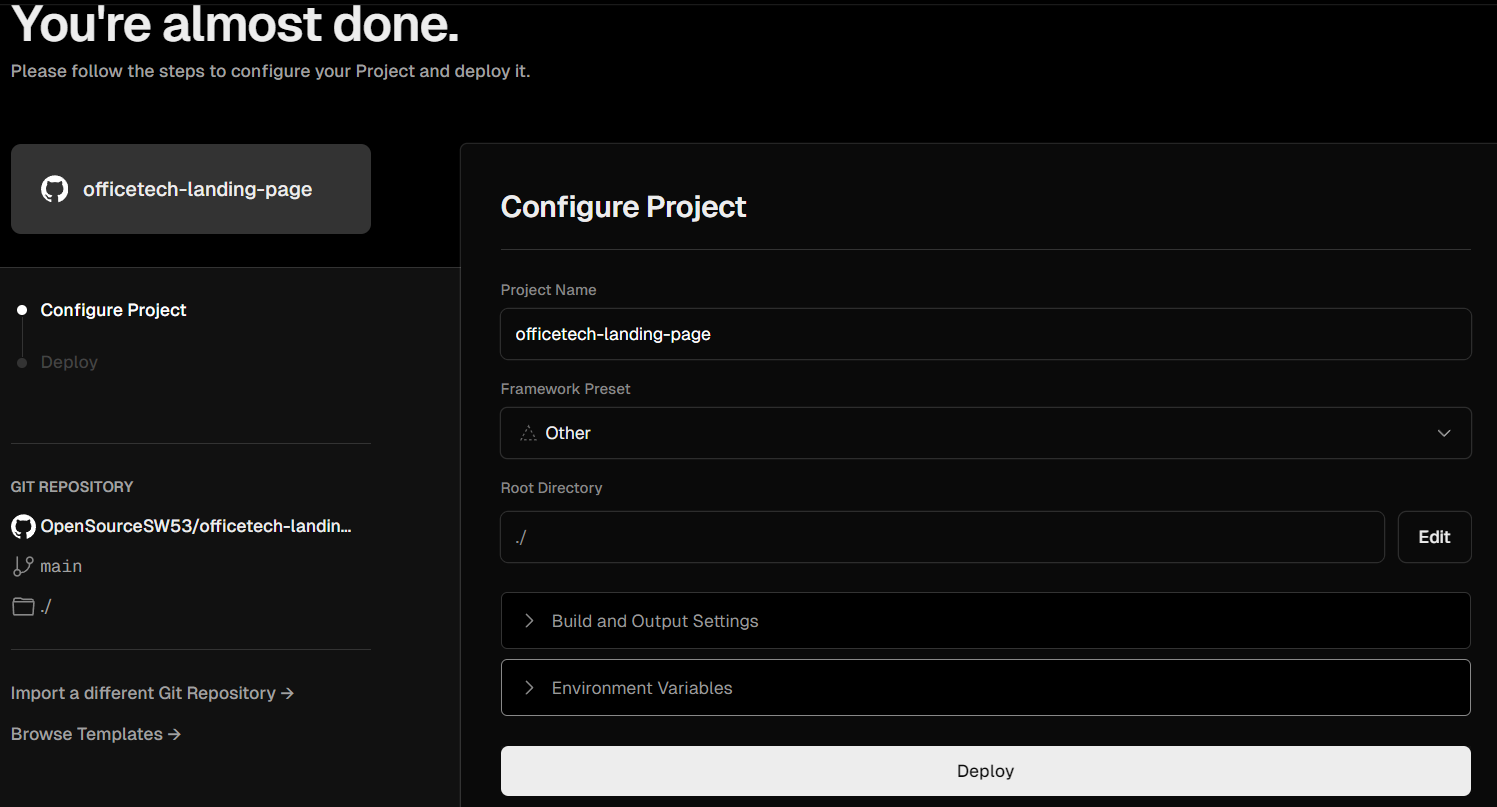 You're almost done.
Please follow the steps to configure your Project and deploy it.
officetech-landing-page
Configure Project
Deploy
GIT REPOSITORY
OpenSourceSW53/officetech-landin...
main
./
Import a different Git Repository →
Browse Templates →
Configure Project
Project Name
officetech-landing-page
Framework Preset
Other
Root Directory
./
Edit
Build and Output Settings
Environment Variables
Deploy